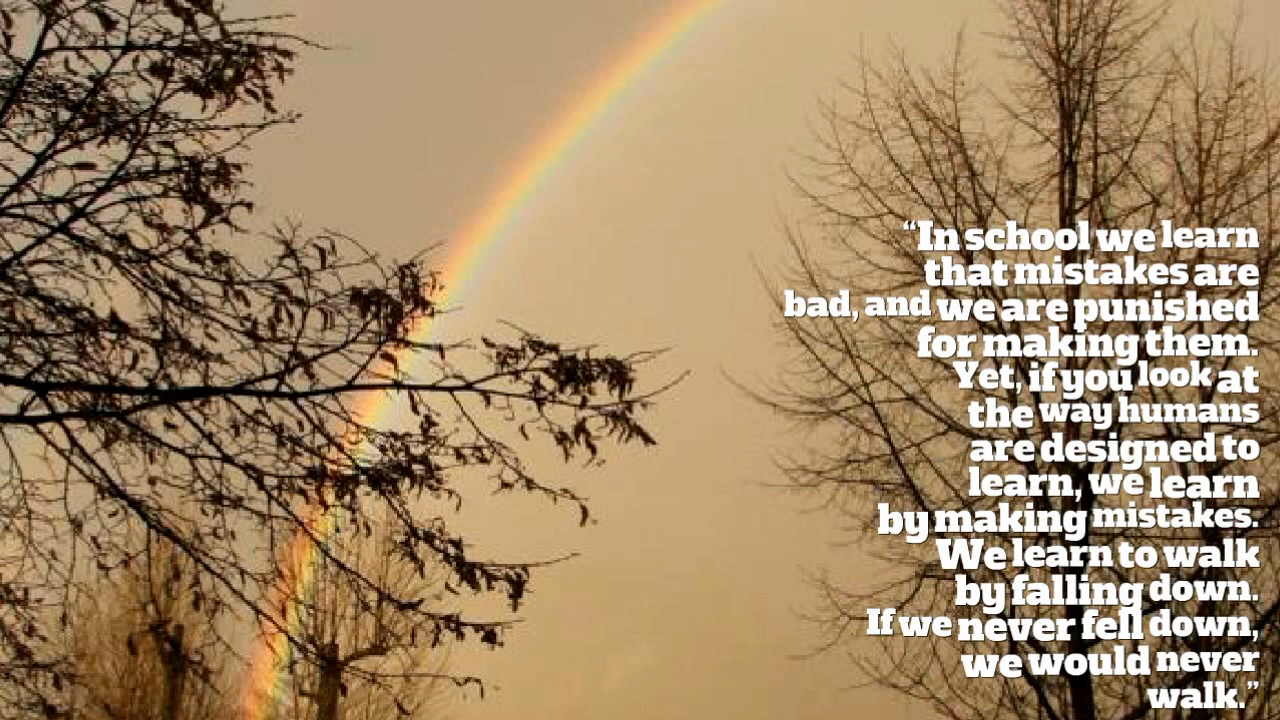 “In school we learn
that mistakes are
bad, and we are punished
for making them.
Yet, if you look at
the way humans
are designed to
learn, we learn
by making mistakes.
We learn to walk
by falling down.
If we never fell down,
we would never
walk.”